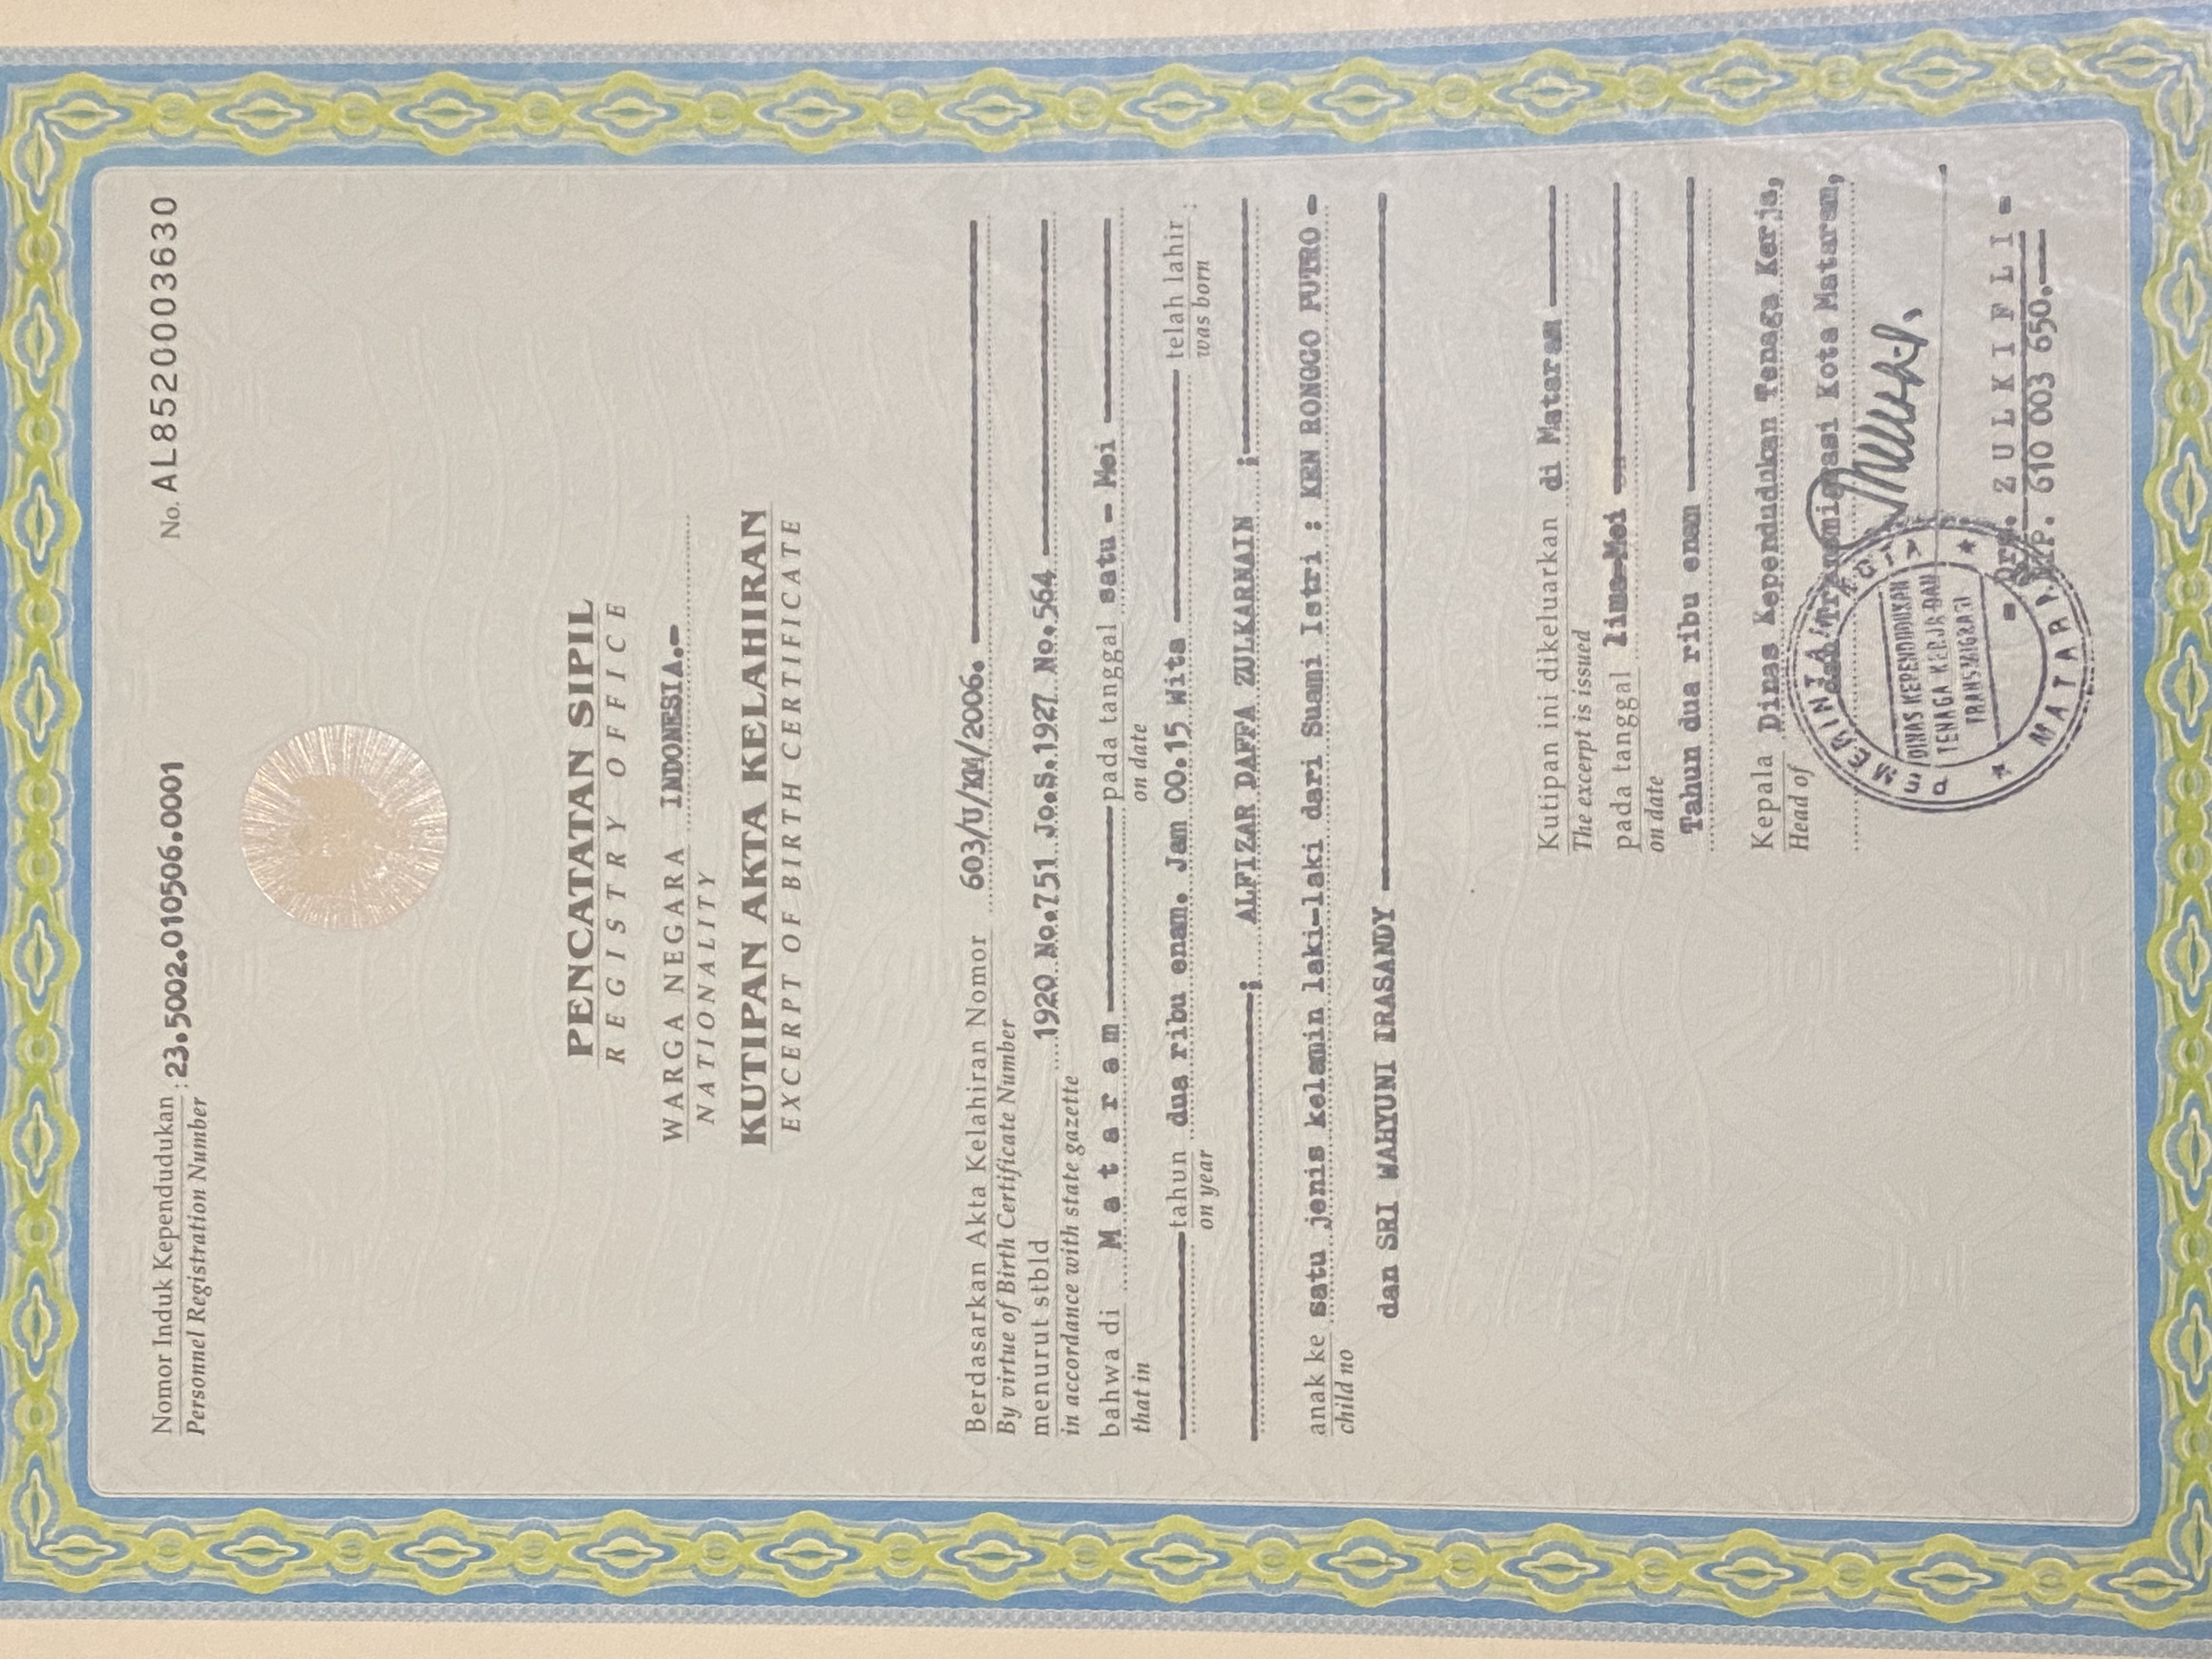 Nomor Induk Kependudukan : 23.5002.010506.0001
Personnel Registration Number
No. AL8520003630
PENCATATAN SIPIL
REGISTRY OFFICE
WARGA NEGARA INDONESIA.-
NATIONALITY
KUTIPAN AKTA KELAHIRAN
EXCERPT OF BIRTH CERTIFICATE
Berdasarkan Akta Kelahiran Nomor 603/U/KM/2006.
By virtue of Birth Certificate Number
menurut stbld 1920 No.751 Jo.S.1927 No.564
in accordance with state gazette
bahwa di M a t a r a m pada tanggal satu - Mei
that in on date
tahun dua ribu enam. Jam 00.15 Wita telah lahir :
on year was born
; ALFIZAR DAFFA ZULKARNAIN ;
anak ke satu jenis kelamin laki-laki dari Suami Istri : KEN RONGGO PUTRO -
child no
dan SRI WAHYUNI IRASANDY
Kutipan ini dikeluarkan di Mataram
The excerpt is issued
pada tanggal lima-Mei
on date
Tahun dua ribu enam
Kepala Dinas Kependudukan Tenaga Kerja,
Head of
dan Transmigrasi Kota Mataram,
PEMERINTAH KOTA
DINAS KEPENDUDUKAN
TENAGA KERJA DAN
TRANSMIGRASI
MATARAM
- Drs. Z U L K I F L I -
NIP. 610 003 650.